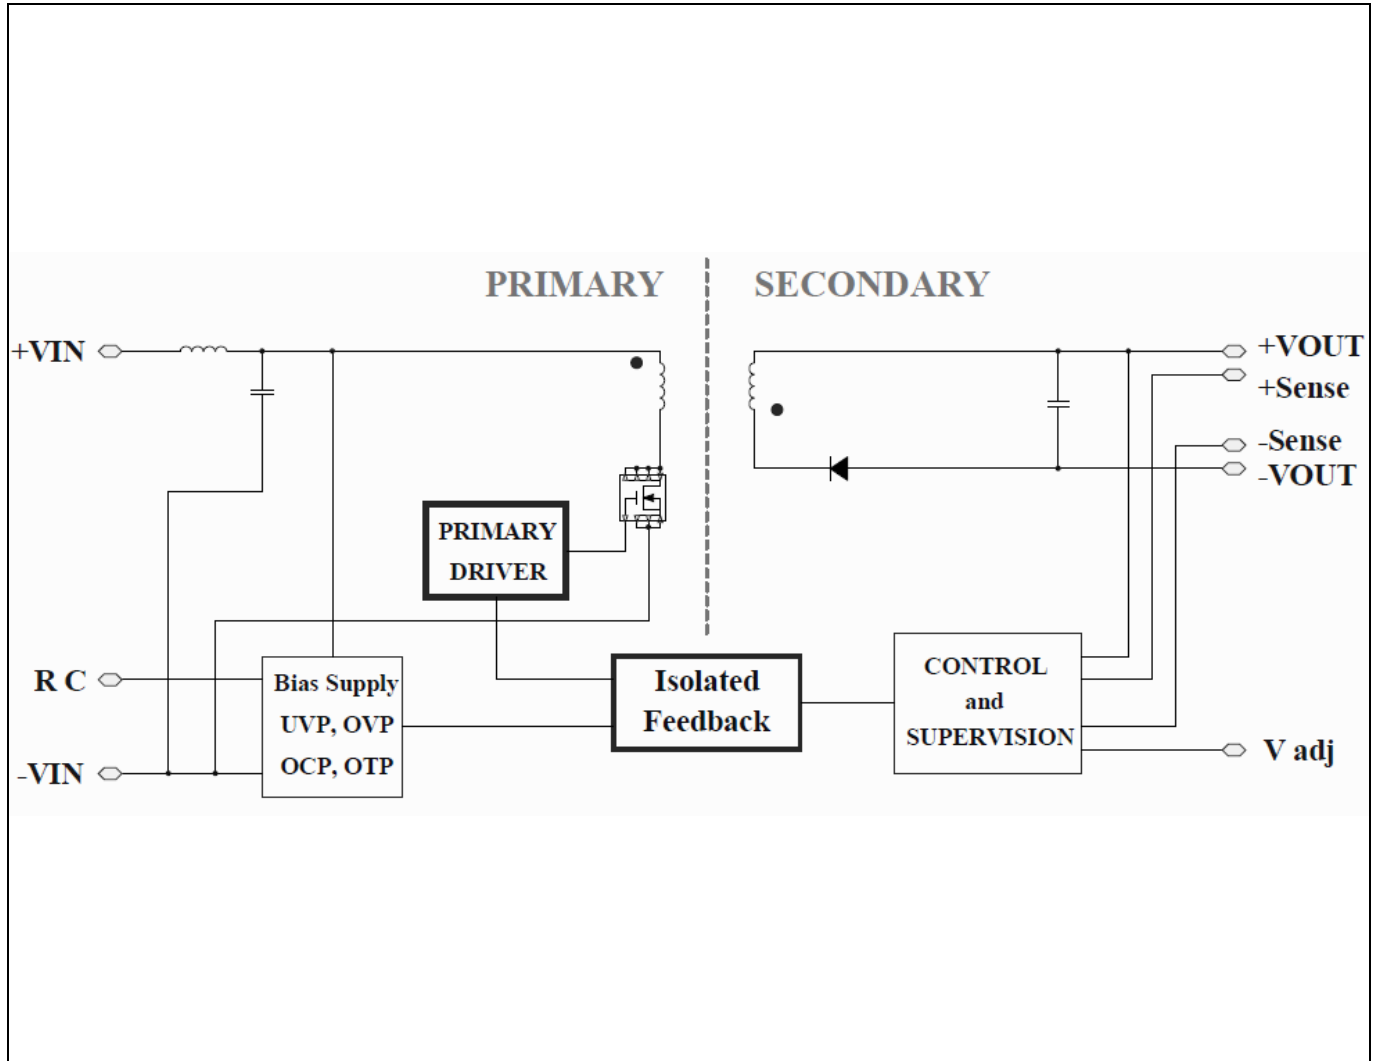 PRIMARY
SECONDARY
+VIN
+VOUT
+Sense
-Sense
-VOUT
PRIMARY
DRIVER
R C
Bias Supply
UVP, OVP
OCP, OTP
-VIN
Isolated
Feedback
CONTROL
and
SUPERVISION
V adj